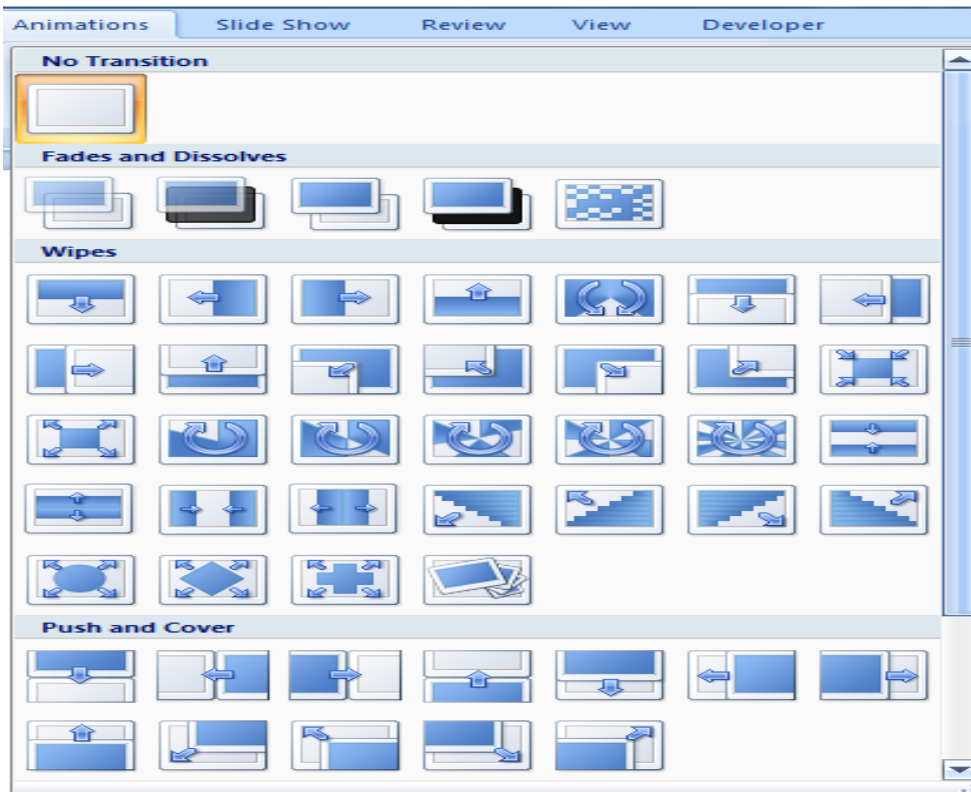 Animations Slide Show Review View Developer
No Transition
Fades and Dissolves
Wipes
Push and Cover